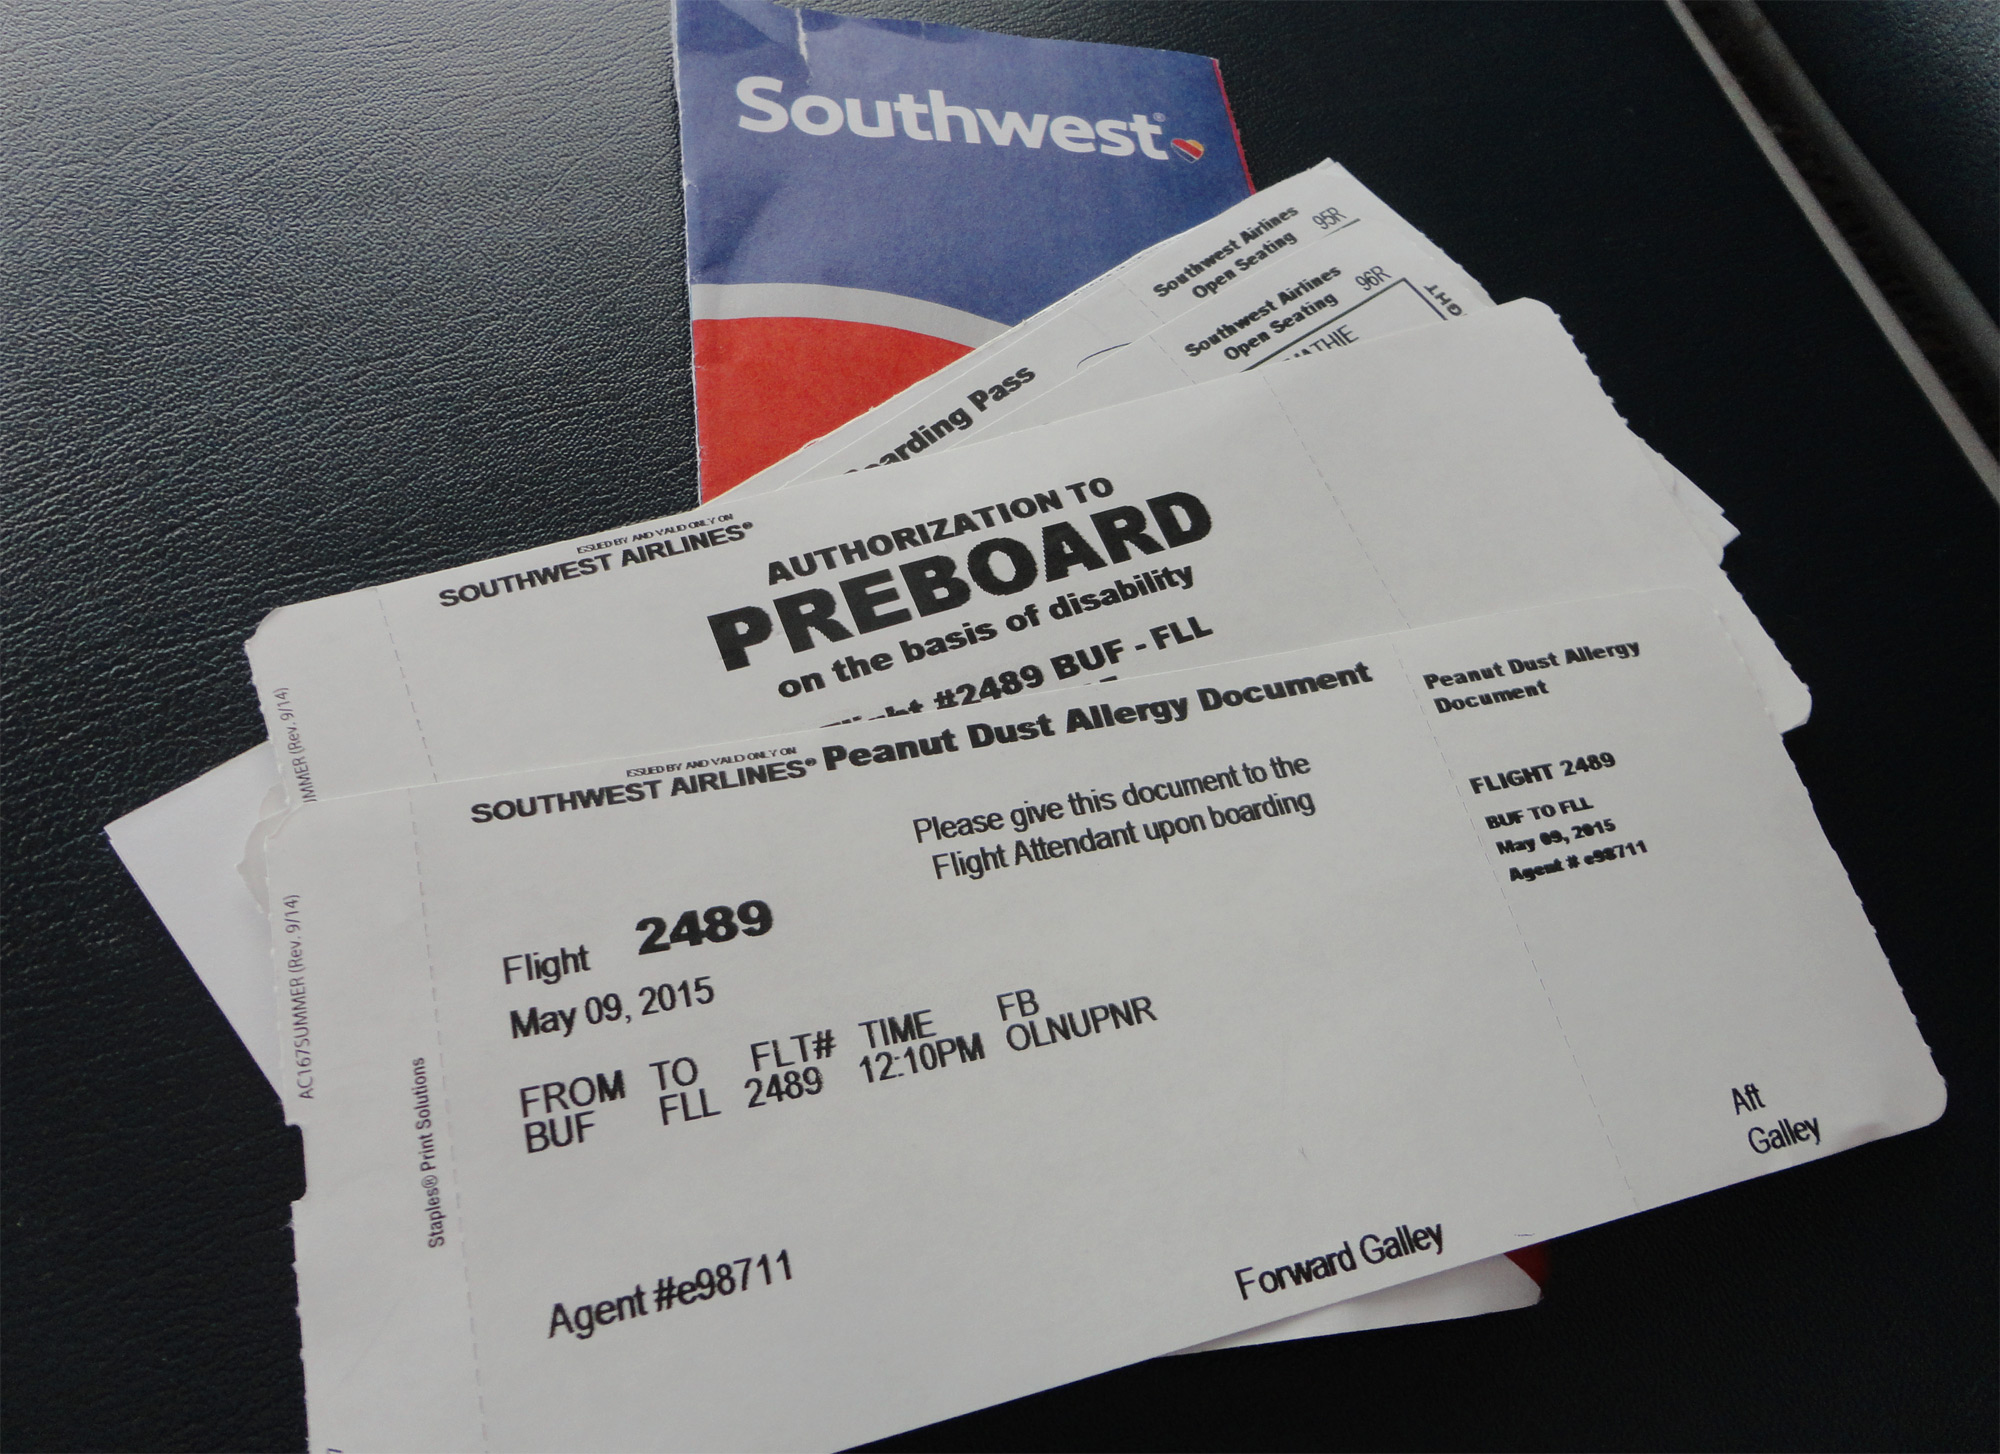 Southwest®
Southwest Airlines
Open Seating
95R
Southwest Airlines
Open Seating
96R
Pass
ISSUED BY AND VALID ONLY ON
SOUTHWEST AIRLINES®
AUTHORIZATION TO
PREBOARD
on the basis of disability
Flight #2489 BUF - FLL
(Rev. 9/14)
ISSUED BY AND VALID ONLY ON
SOUTHWEST AIRLINES® Peanut Dust Allergy Document
Please give this document to the
Flight Attendant upon boarding
Flight 2489
May 09, 2015
FROM TO FLT# TIME FB
BUF FLL 2489 12:10PM OLNUPNR
Agent #e98711
Forward Galley
Peanut Dust Allergy
Document
FLIGHT 2489
BUF TO FLL
May 09, 2015
Agent # e98711
Aft
Galley
AC167SUMMER (Rev. 9/14)
Staples® Print Solutions